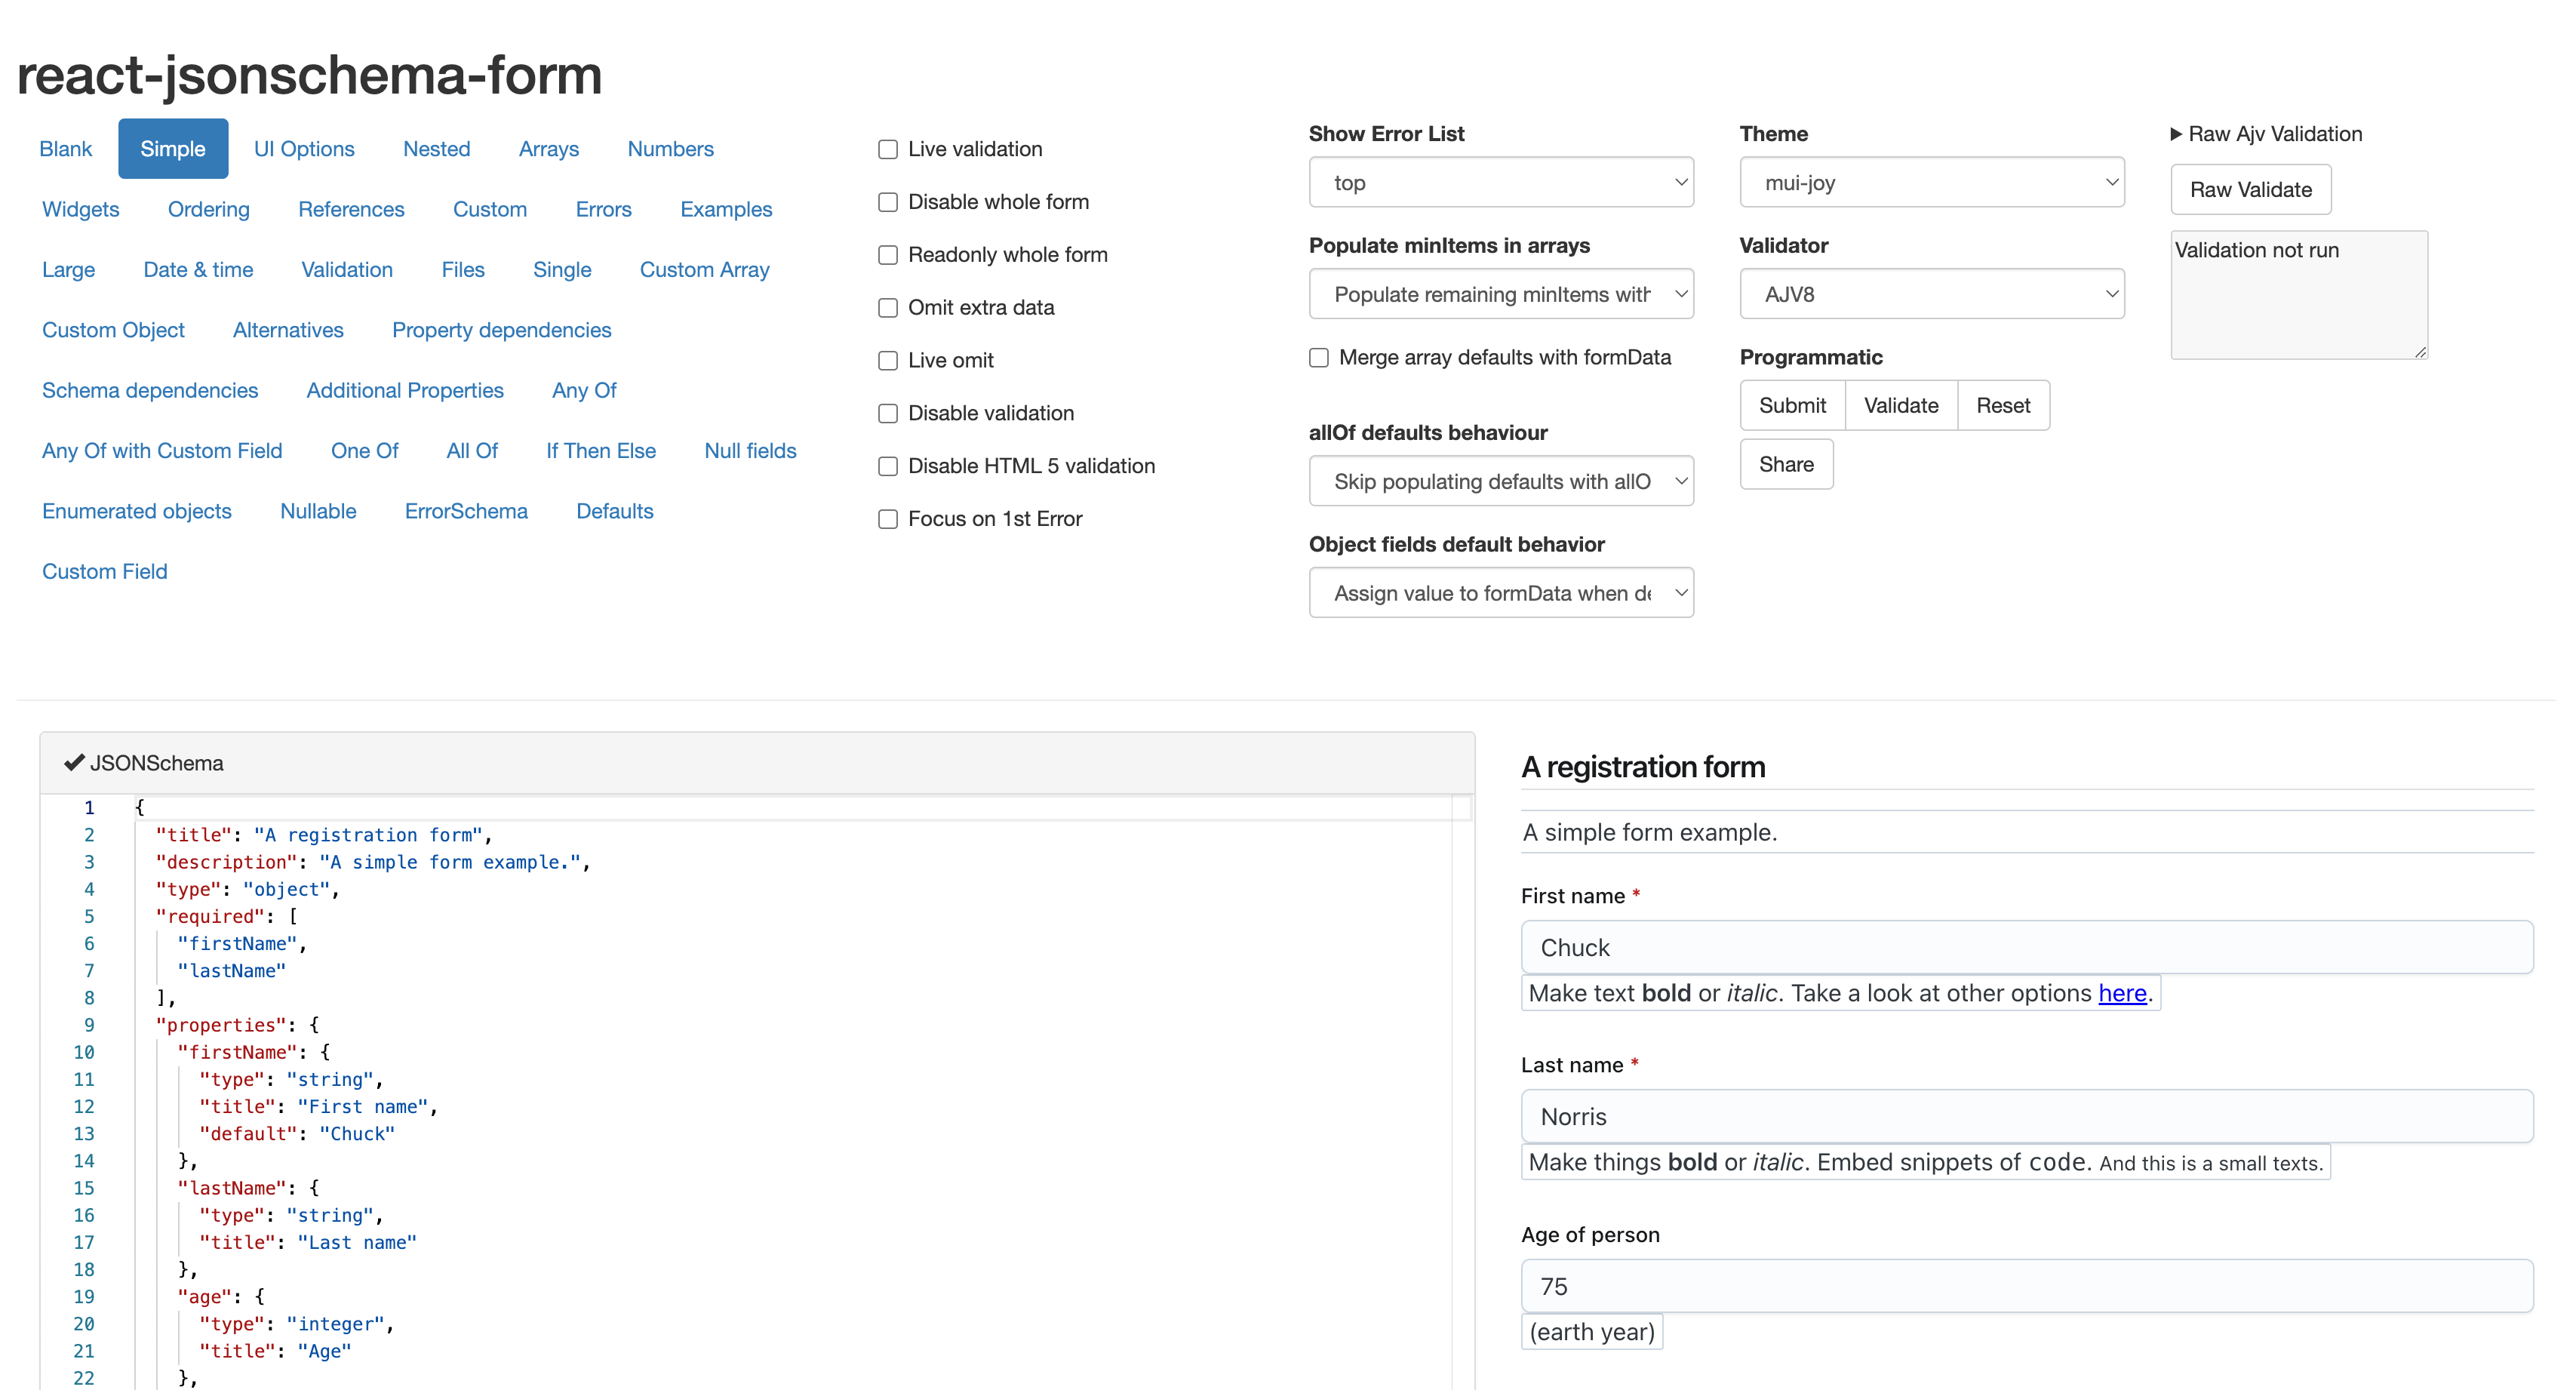 react-jsonschema-form
Blank Simple UI Options Nested Arrays Numbers
Widgets Ordering References Custom Errors Examples
Large Date & time Validation Files Single Custom Array
Custom Object Alternatives Property dependencies
Schema dependencies Additional Properties Any Of
Any Of with Custom Field One Of All Of If Then Else Null fields
Enumerated objects Nullable ErrorSchema Defaults
Custom Field
Live validation
Disable whole form
Readonly whole form
Omit extra data
Live omit
Disable validation
Disable HTML 5 validation
Focus on 1st Error
Show Error List
top
Populate minItems in arrays
Populate remaining minItems with
Merge array defaults with formData
allOf defaults behaviour
Skip populating defaults with allO
Object fields default behavior
Assign value to formData when de
Theme
mui-joy
Validator
AJV8
Programmatic
Submit Validate Reset
Share
Raw Ajv Validation
Raw Validate
Validation not run
JSONSchema
1 {
2 "title": "A registration form",
3 "description": "A simple form example.",
4 "type": "object",
5 "required": [
6 "firstName",
7 "lastName"
8 ],
9 "properties": {
10 "firstName": {
11 "type": "string",
12 "title": "First name",
13 "default": "Chuck"
14 },
15 "lastName": {
16 "type": "string",
17 "title": "Last name"
18 },
19 "age": {
20 "type": "integer",
21 "title": "Age"
22 },
A registration form
A simple form example.
First name *
Chuck
Make text bold or italic. Take a look at other options here.
Last name *
Norris
Make things bold or italic. Embed snippets of code. And this is a small texts.
Age of person
75
(earth year)